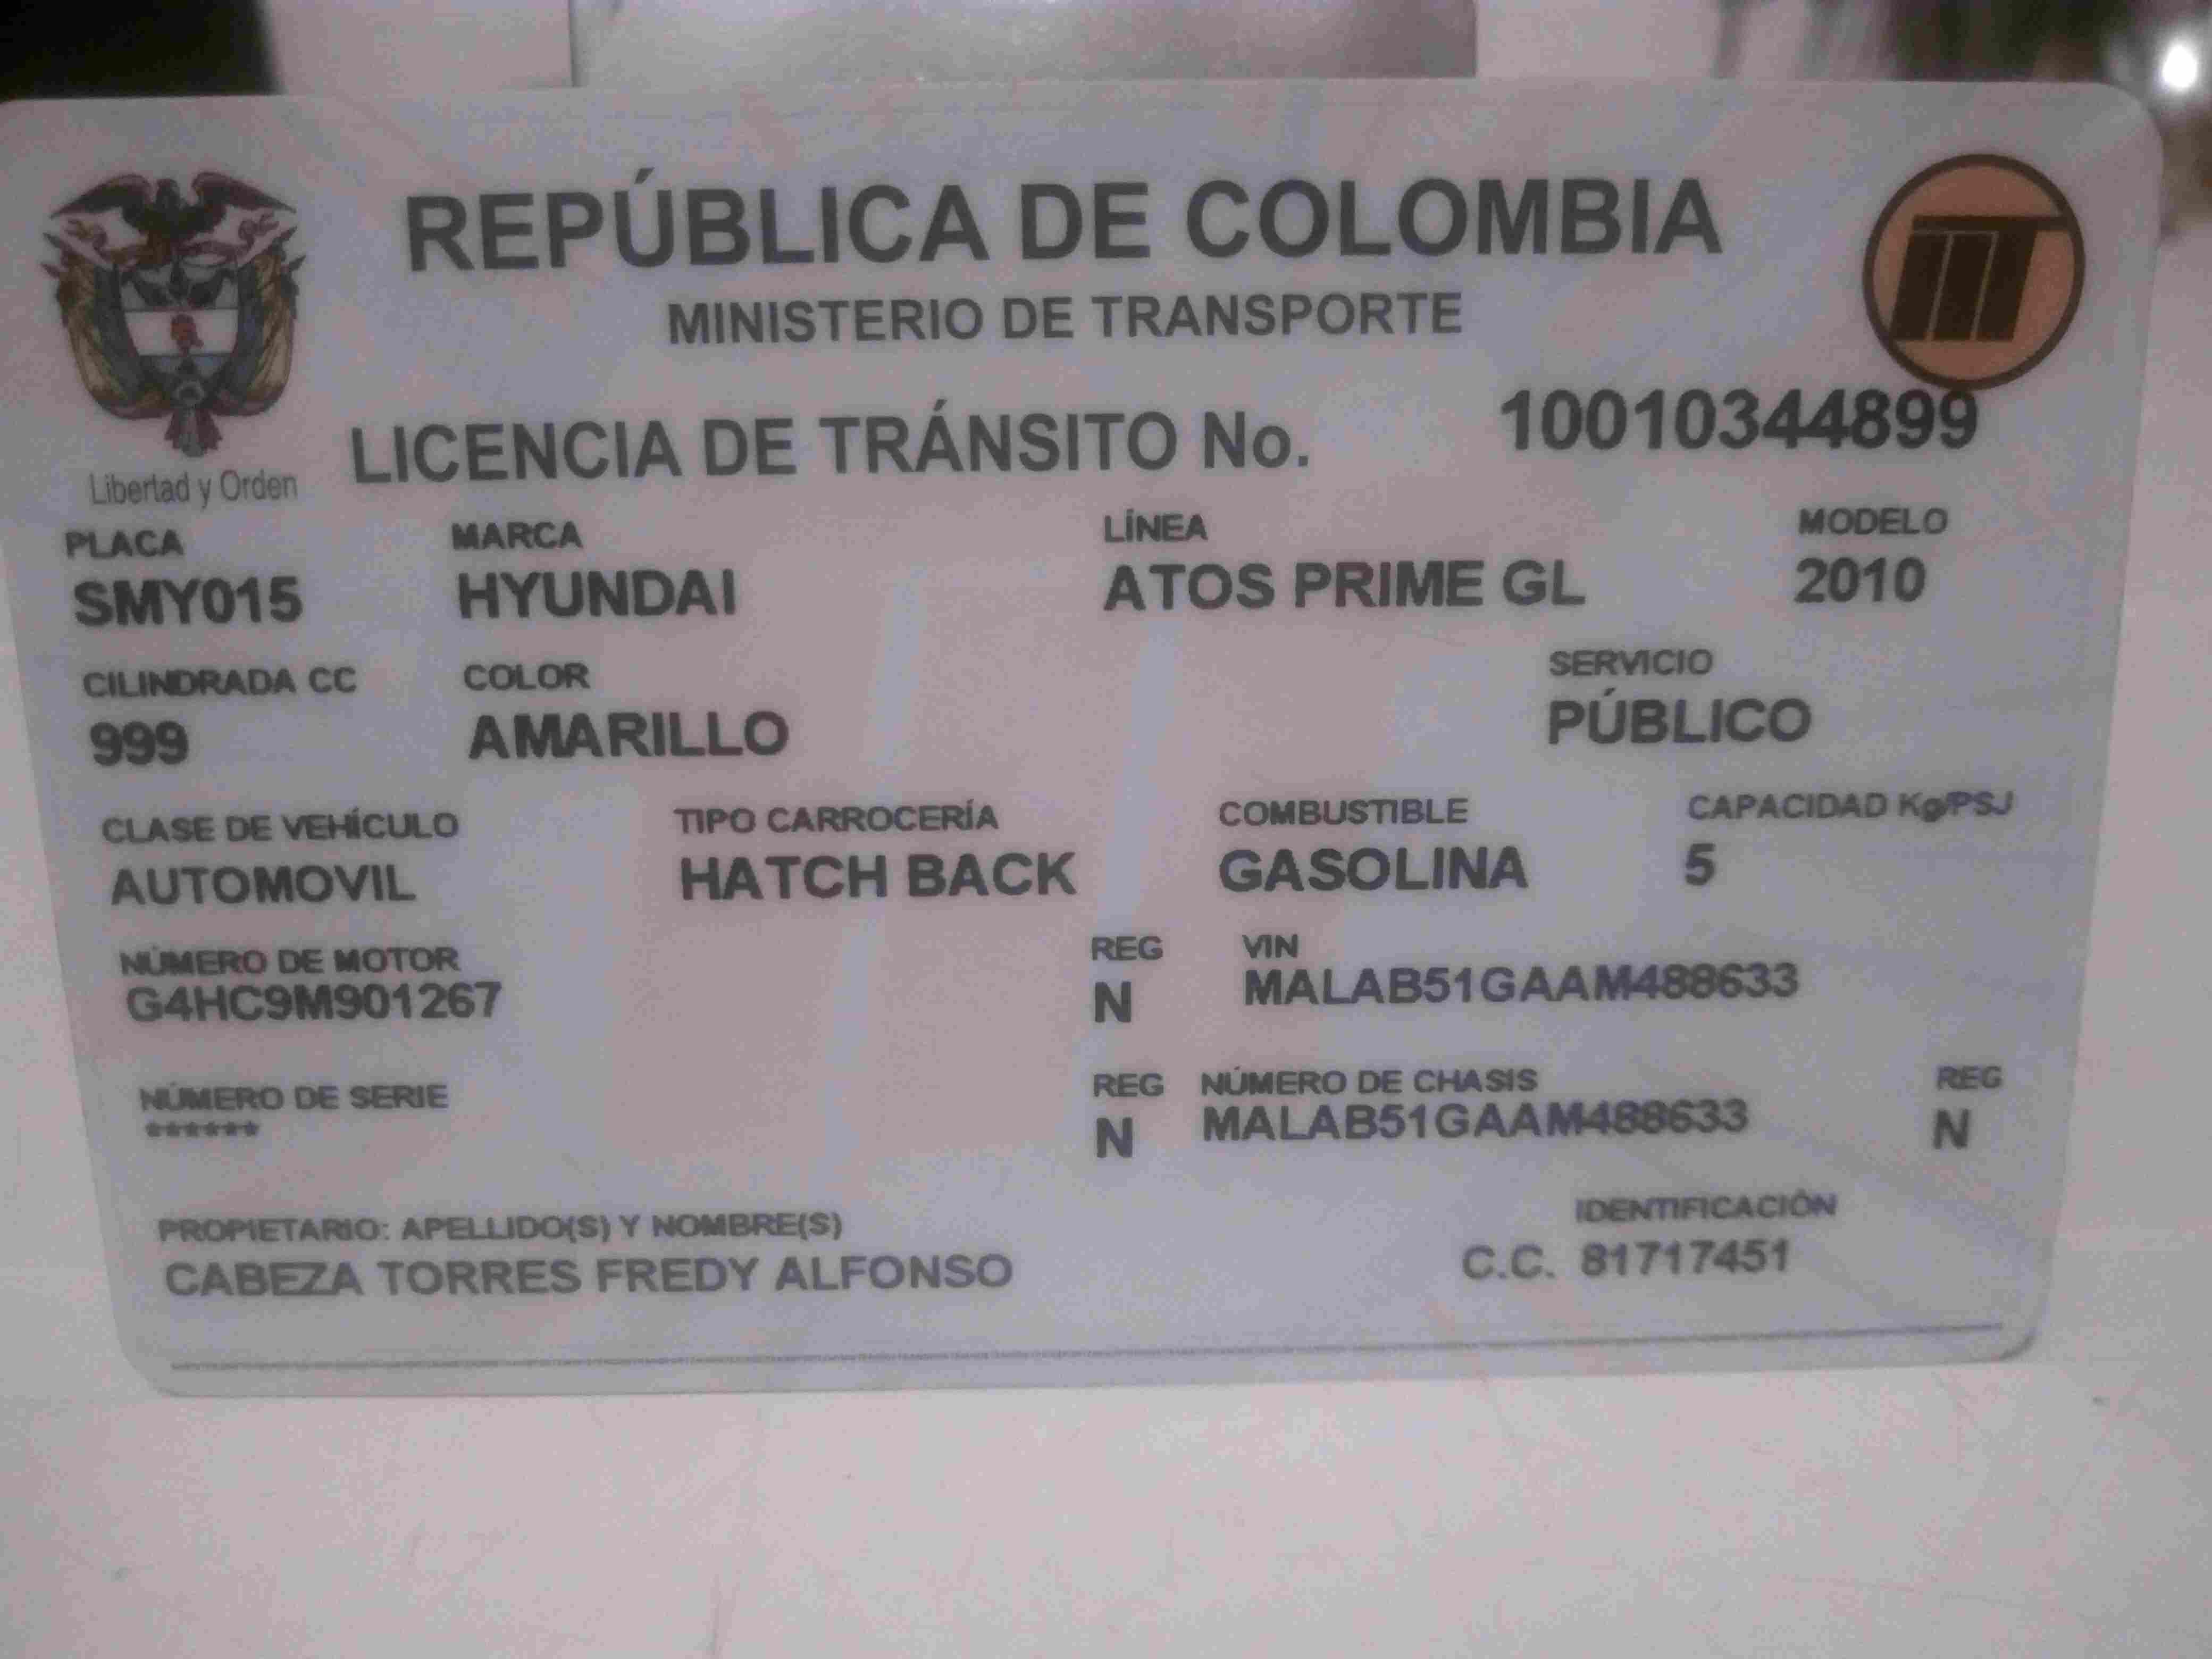 REPÚBLICA DE COLOMBIA
MINISTERIO DE TRANSPORTE
Libertad y Orden
LICENCIA DE TRÁNSITO No. 10010344899
PLACA MARCA LÍNEA MODELO
SMY015 HYUNDAI ATOS PRIME GL 2010
CILINDRADA CC COLOR SERVICIO
999 AMARILLO PÚBLICO
CLASE DE VEHÍCULO TIPO CARROCERÍA COMBUSTIBLE CAPACIDAD Kg/PSJ
AUTOMOVIL HATCH BACK GASOLINA 5
NÚMERO DE MOTOR REG VIN
G4HC9M901267 N MALAB51GAAM488633
NÚMERO DE SERIE REG NÚMERO DE CHASIS REG
****** N MALAB51GAAM488633 N
PROPIETARIO: APELLIDO(S) Y NOMBRE(S) IDENTIFICACIÓN
CABEZA TORRES FREDY ALFONSO C.C. 81717451